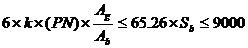 6 × k × (PN) × A_g / A_b ≤ 65.26 × S_b ≤ 9000